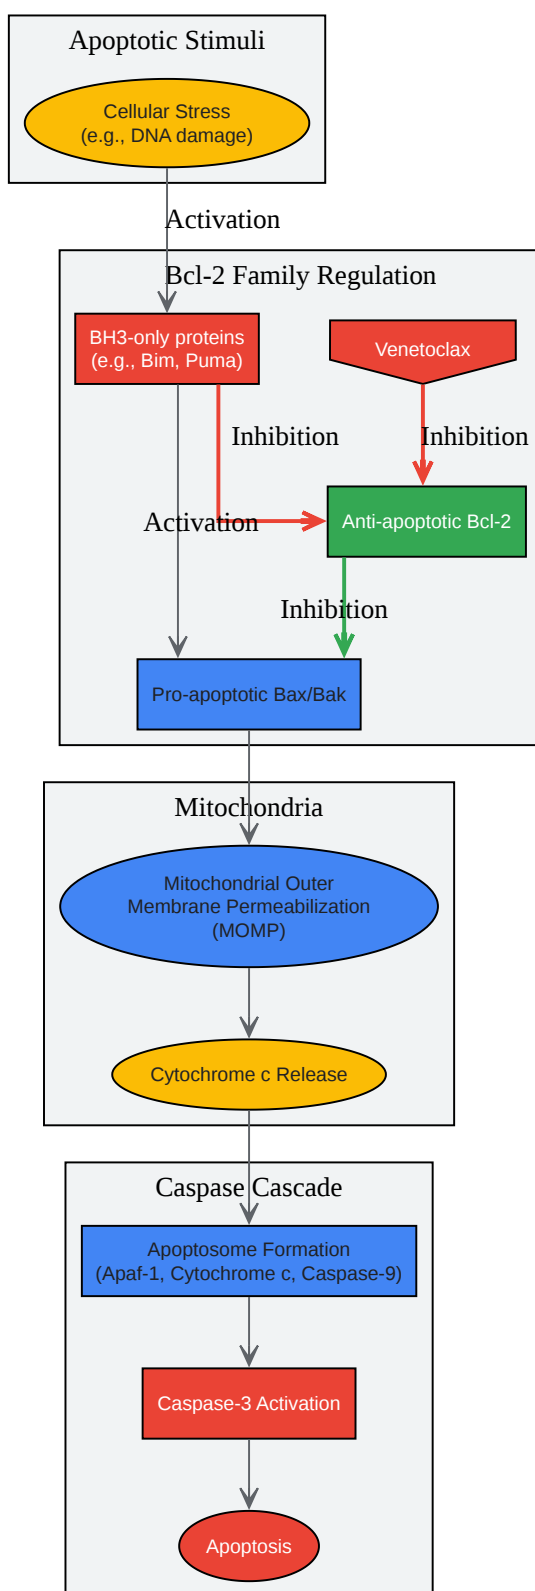 Apoptotic Stimuli
Cellular Stress
(e.g., DNA damage)
Activation
Bcl-2 Family Regulation
BH3-only proteins
(e.g., Bim, Puma)
Venetoclax
Inhibition
Inhibition
Activation
Anti-apoptotic Bcl-2
Inhibition
Pro-apoptotic Bax/Bak
Mitochondria
Mitochondrial Outer
Membrane Permeabilization
(MOMP)
Cytochrome c Release
Caspase Cascade
Apoptosome Formation
(Apaf-1, Cytochrome c, Caspase-9)
Caspase-3 Activation
Apoptosis